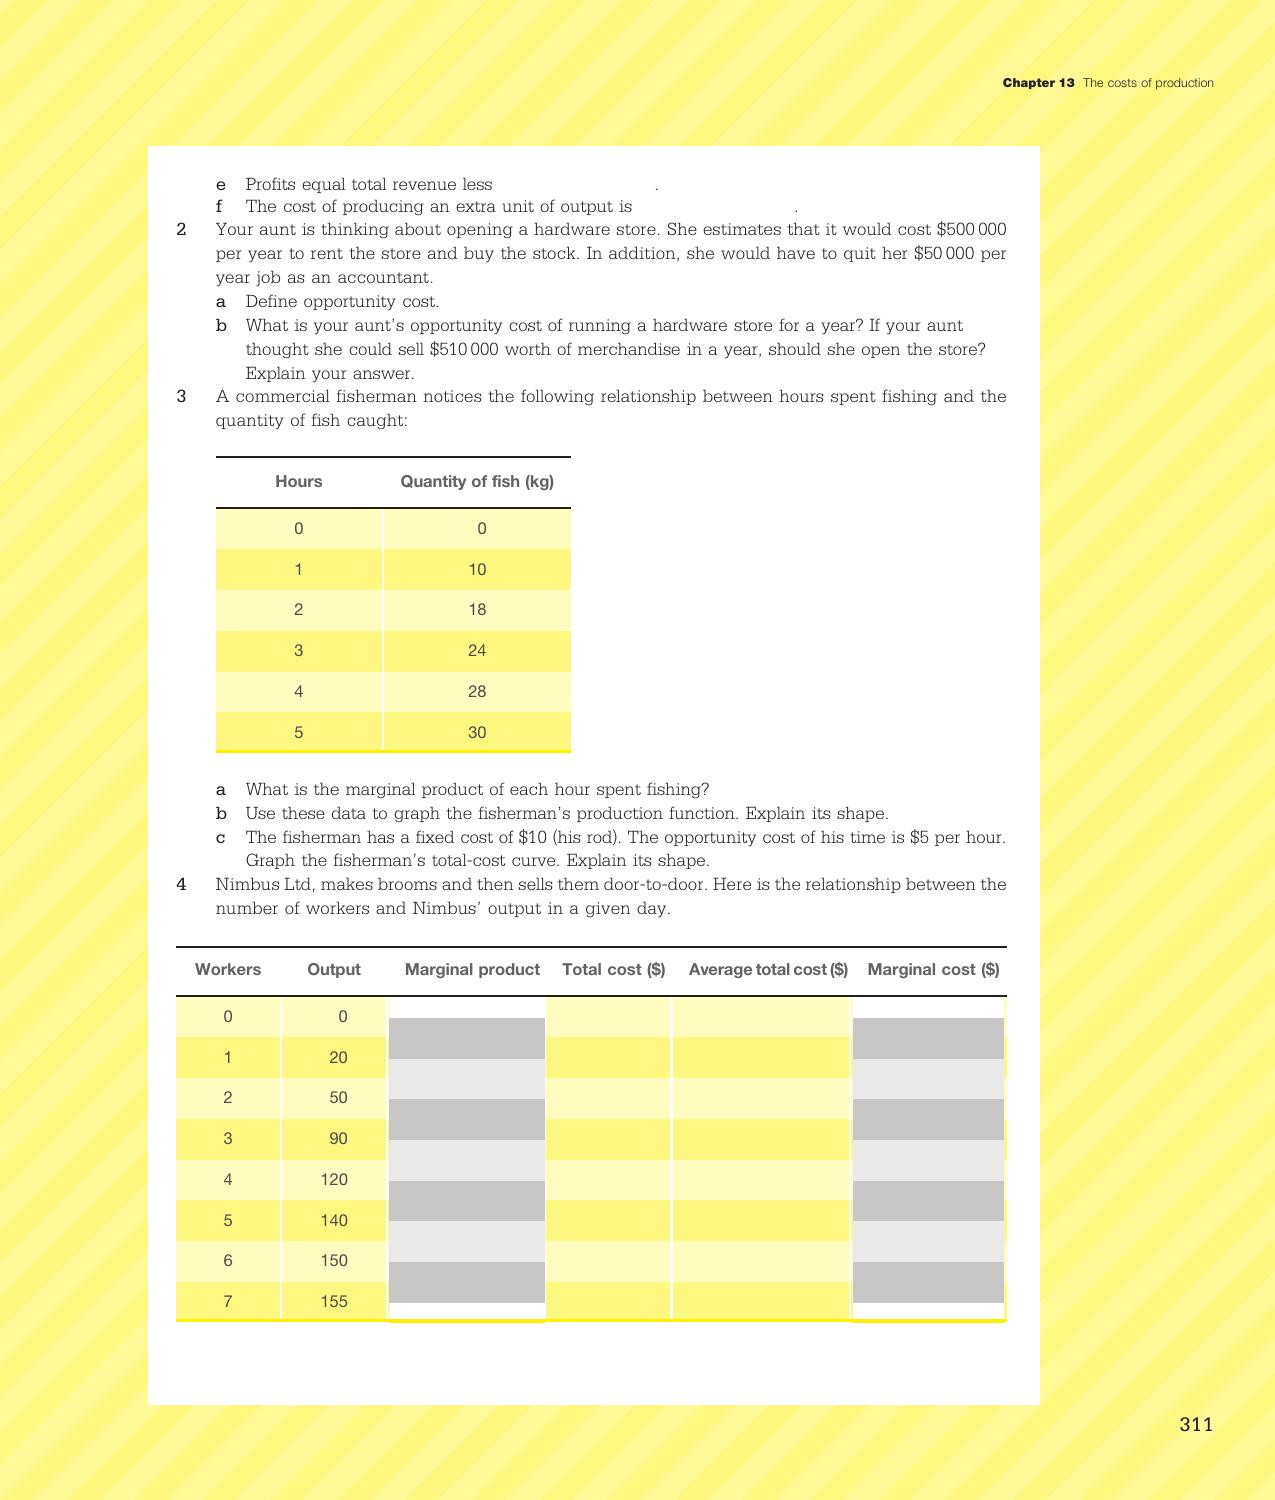 Chapter 13 The costs of production
e Profits equal total revenue less .
f The cost of producing an extra unit of output is .
2 Your aunt is thinking about opening a hardware store. She estimates that it would cost $500 000
per year to rent the store and buy the stock. In addition, she would have to quit her $50 000 per
year job as an accountant.
a Define opportunity cost.
b What is your aunt's opportunity cost of running a hardware store for a year? If your aunt
thought she could sell $510 000 worth of merchandise in a year, should she open the store?
Explain your answer.
3 A commercial fisherman notices the following relationship between hours spent fishing and the
quantity of fish caught:
Hours Quantity of fish (kg)
0 0
1 10
2 18
3 24
4 28
5 30
a What is the marginal product of each hour spent fishing?
b Use these data to graph the fisherman's production function. Explain its shape.
c The fisherman has a fixed cost of $10 (his rod). The opportunity cost of his time is $5 per hour.
Graph the fisherman's total-cost curve. Explain its shape.
4 Nimbus Ltd, makes brooms and then sells them door-to-door. Here is the relationship between the
number of workers and Nimbus' output in a given day.
Workers Output Marginal product Total cost ($) Average total cost ($) Marginal cost ($)
0 0
1 20
2 50
3 90
4 120
5 140
6 150
7 155
311